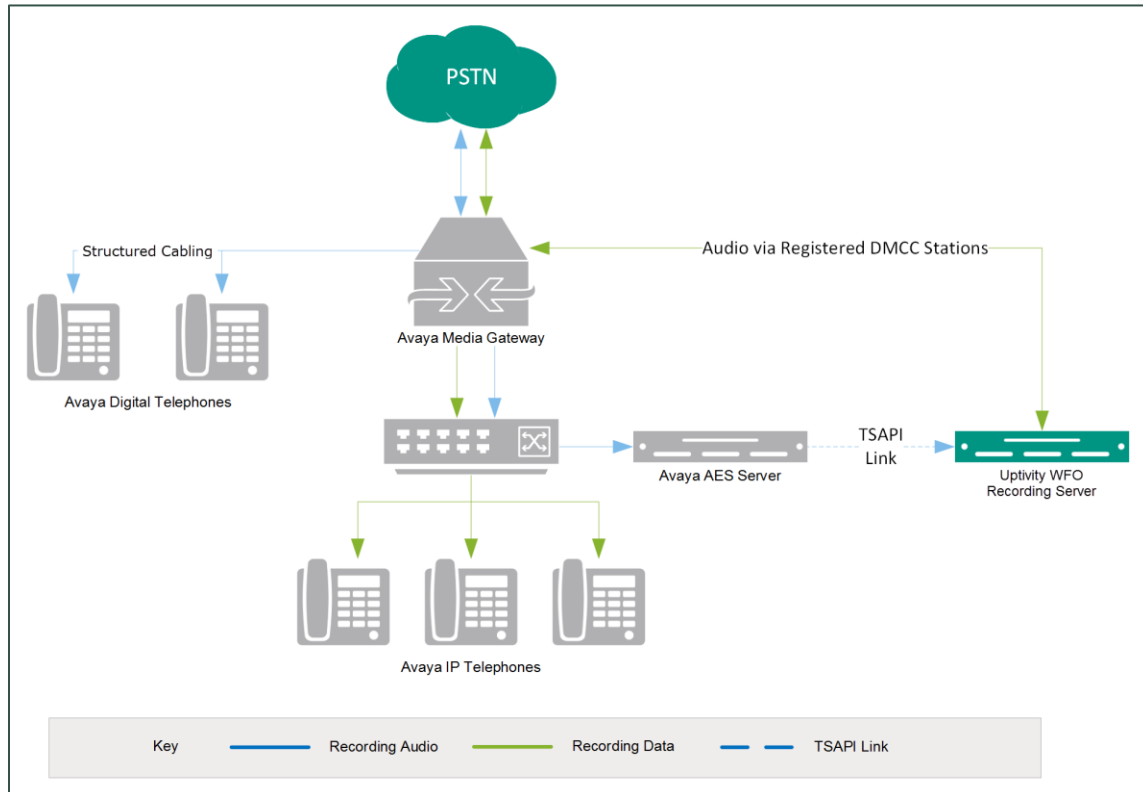 PSTN
Structured Cabling
Audio via Registered DMCC Stations
Avaya Media Gateway
Avaya Digital Telephones
TSAPI
Link
Avaya AES Server
Uptivity WFO
Recording Server
Avaya IP Telephones
Key
Recording Audio
Recording Data
TSAPI Link